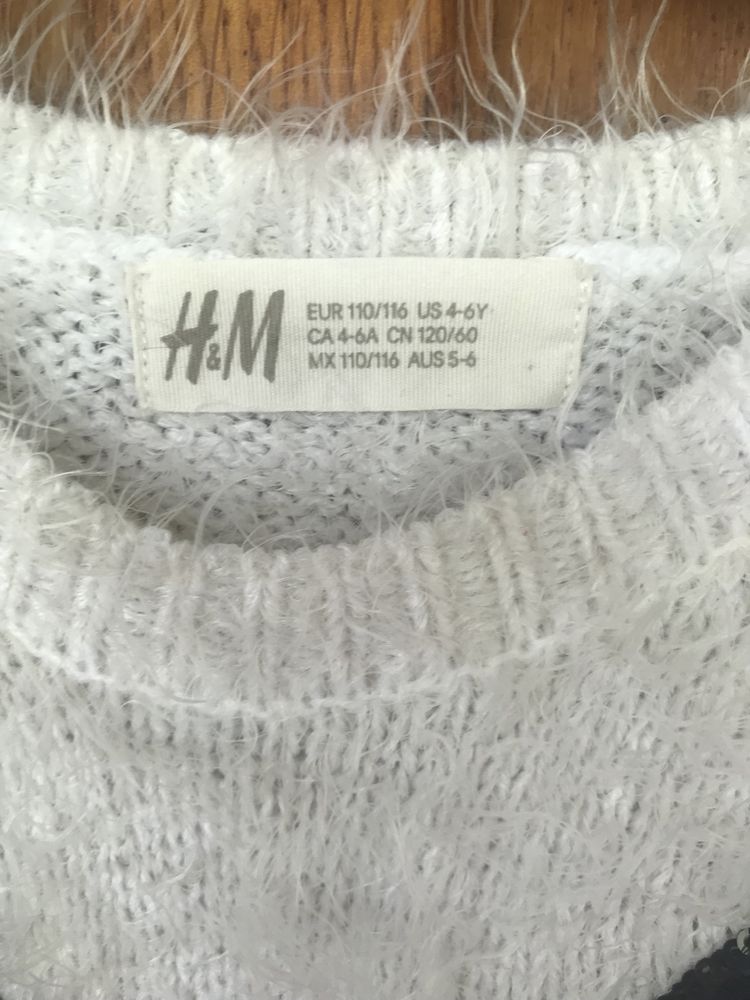 H&M
EUR 110/116 US 4-6Y
CA 4-6A CN 120/60
MX 110/116 AUS 5-6